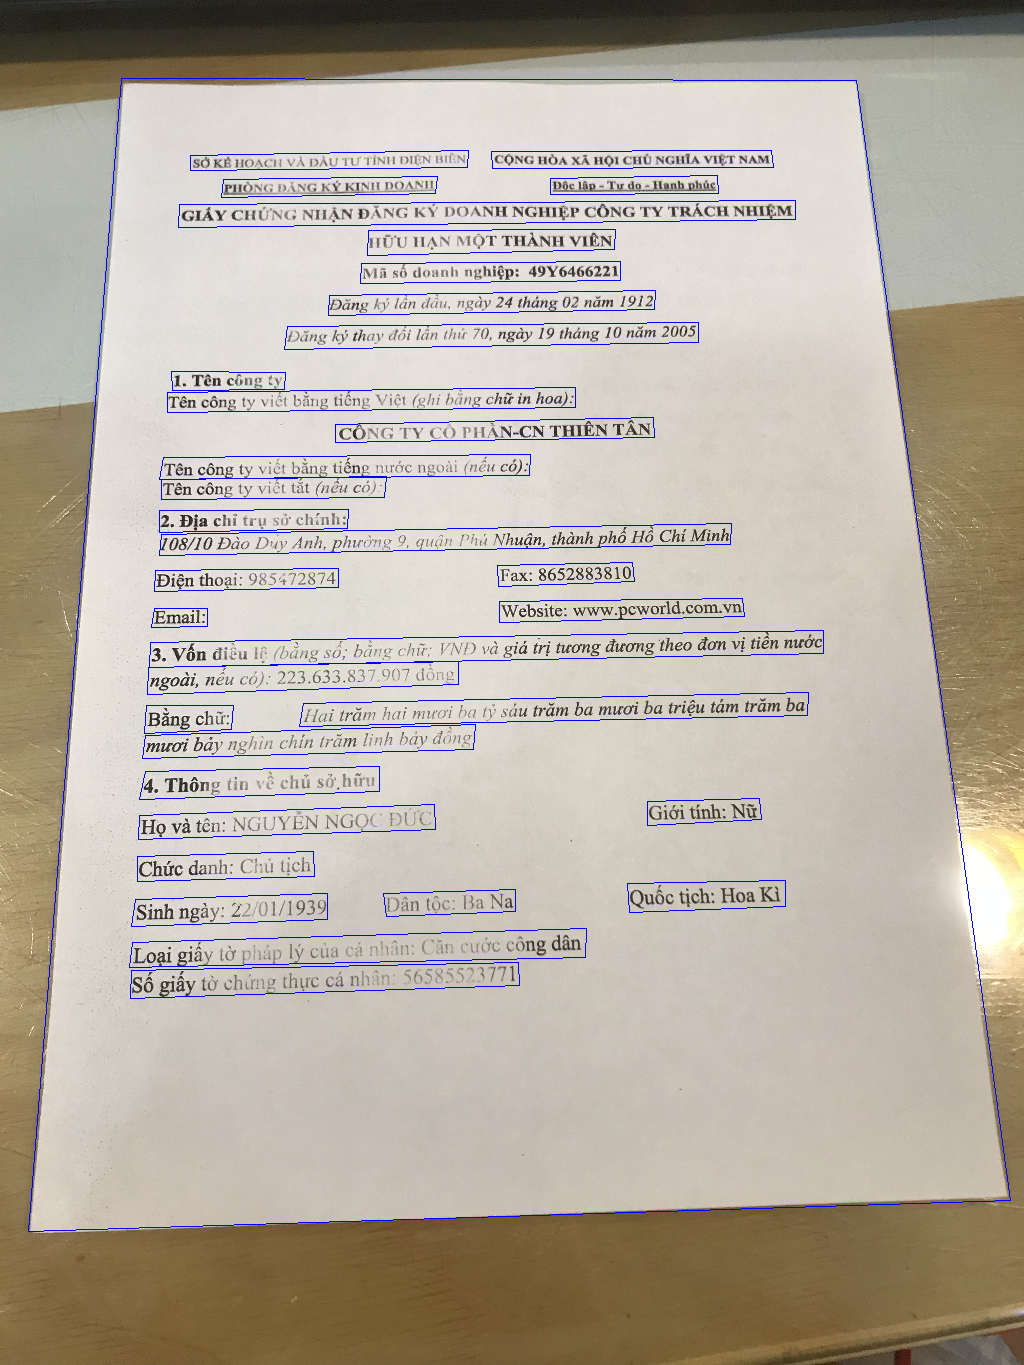 SỞ KẾ HOẠCH VÀ ĐẦU TƯ TỈNH ĐIỆN BIÊN
CỘNG HÒA XÃ HỘI CHỦ NGHĨA VIỆT NAM
PHÒNG ĐĂNG KÝ KINH DOANH
Độc lập - Tự do - Hạnh phúc
GIẤY CHỨNG NHẬN ĐĂNG KÝ DOANH NGHIỆP CÔNG TY TRÁCH NHIỆM
HỮU HẠN MỘT THÀNH VIÊN
Mã số doanh nghiệp: 49Y6466221
Đăng ký lần đầu, ngày 24 tháng 02 năm 1912
Đăng ký thay đổi lần thứ 70, ngày 19 tháng 10 năm 2005
1. Tên công ty
Tên công ty viết bằng tiếng Việt (ghi bằng chữ in hoa):
CÔNG TY CỔ PHẦN-CN THIÊN TÂN
Tên công ty viết bằng tiếng nước ngoài (nếu có):
Tên công ty viết tắt (nếu có):
2. Địa chỉ trụ sở chính:
108/10 Đào Duy Anh, phường 9, quận Phú Nhuận, thành phố Hồ Chí Minh
Điện thoại: 985472874
Fax: 8652883810
Email:
Website: www.pcworld.com.vn
3. Vốn điều lệ (bằng số; bằng chữ; VNĐ và giá trị tương đương theo đơn vị tiền nước
ngoài, nếu có): 223.633.837.907 đồng
Bằng chữ: Hai trăm hai mươi ba tỷ sáu trăm ba mươi ba triệu tám trăm ba
mươi bảy nghìn chín trăm linh bảy đồng
4. Thông tin về chủ sở hữu
Họ và tên: NGUYỄN NGỌC ĐỨC
Giới tính: Nữ
Chức danh: Chủ tịch
Sinh ngày: 22/01/1939
Dân tộc: Ba Na
Quốc tịch: Hoa Kì
Loại giấy tờ pháp lý của cá nhân: Căn cước công dân
Số giấy tờ chứng thực cá nhân: 56585523771